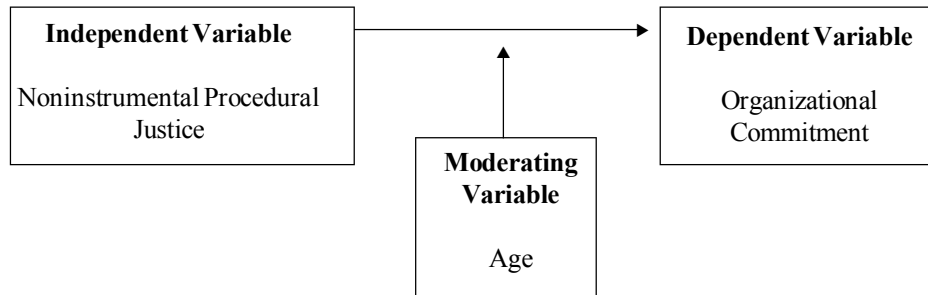 Independent Variable
Noninstrumental Procedural
Justice
Dependent Variable
Organizational
Commitment
Moderating
Variable
Age